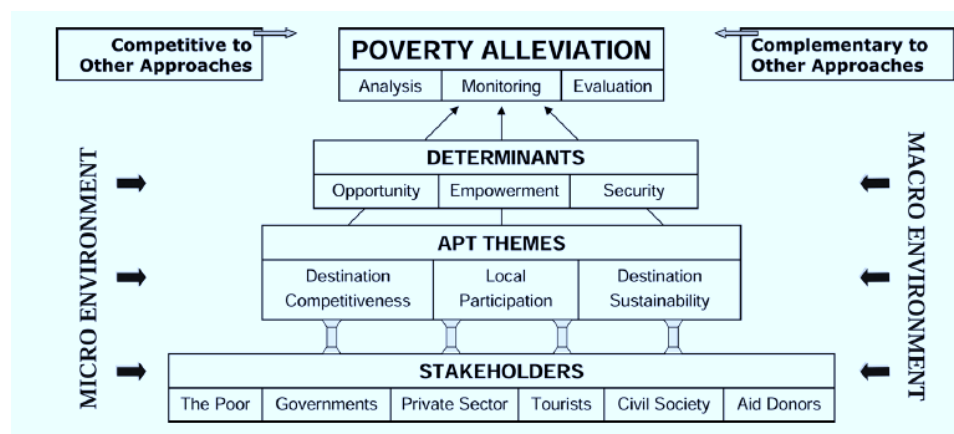 Competitive to
Other Approaches
POVERTY ALLEVIATION
Complementary to
Other Approaches
Analysis
Monitoring
Evaluation
DETERMINANTS
Opportunity
Empowerment
Security
APT THEMES
Destination
Competitiveness
Local
Participation
Destination
Sustainability
STAKEHOLDERS
The Poor
Governments
Private Sector
Tourists
Civil Society
Aid Donors
MICRO ENVIRONMENT
MACRO ENVIRONMENT